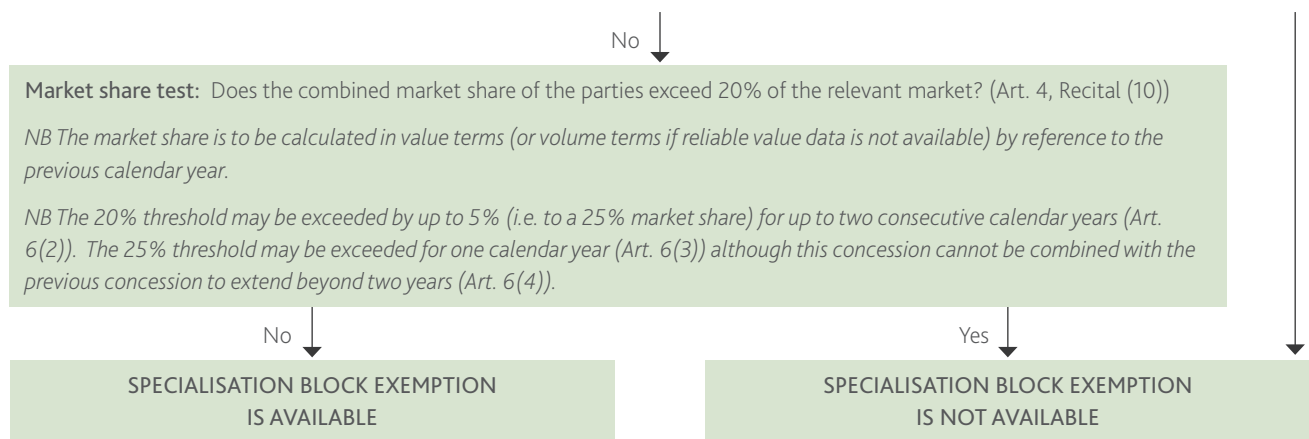 No
Market share test: Does the combined market share of the parties exceed 20% of the relevant market? (Art. 4, Recital (10))
NB The market share is to be calculated in value terms (or volume terms if reliable value data is not available) by reference to the
previous calendar year.
NB The 20% threshold may be exceeded by up to 5% (i.e. to a 25% market share) for up to two consecutive calendar years (Art.
6(2)). The 25% threshold may be exceeded for one calendar year (Art. 6(3)) although this concession cannot be combined with the
previous concession to extend beyond two years (Art. 6(4)).
No
Yes
SPECIALISATION BLOCK EXEMPTION
IS AVAILABLE
SPECIALISATION BLOCK EXEMPTION
IS NOT AVAILABLE